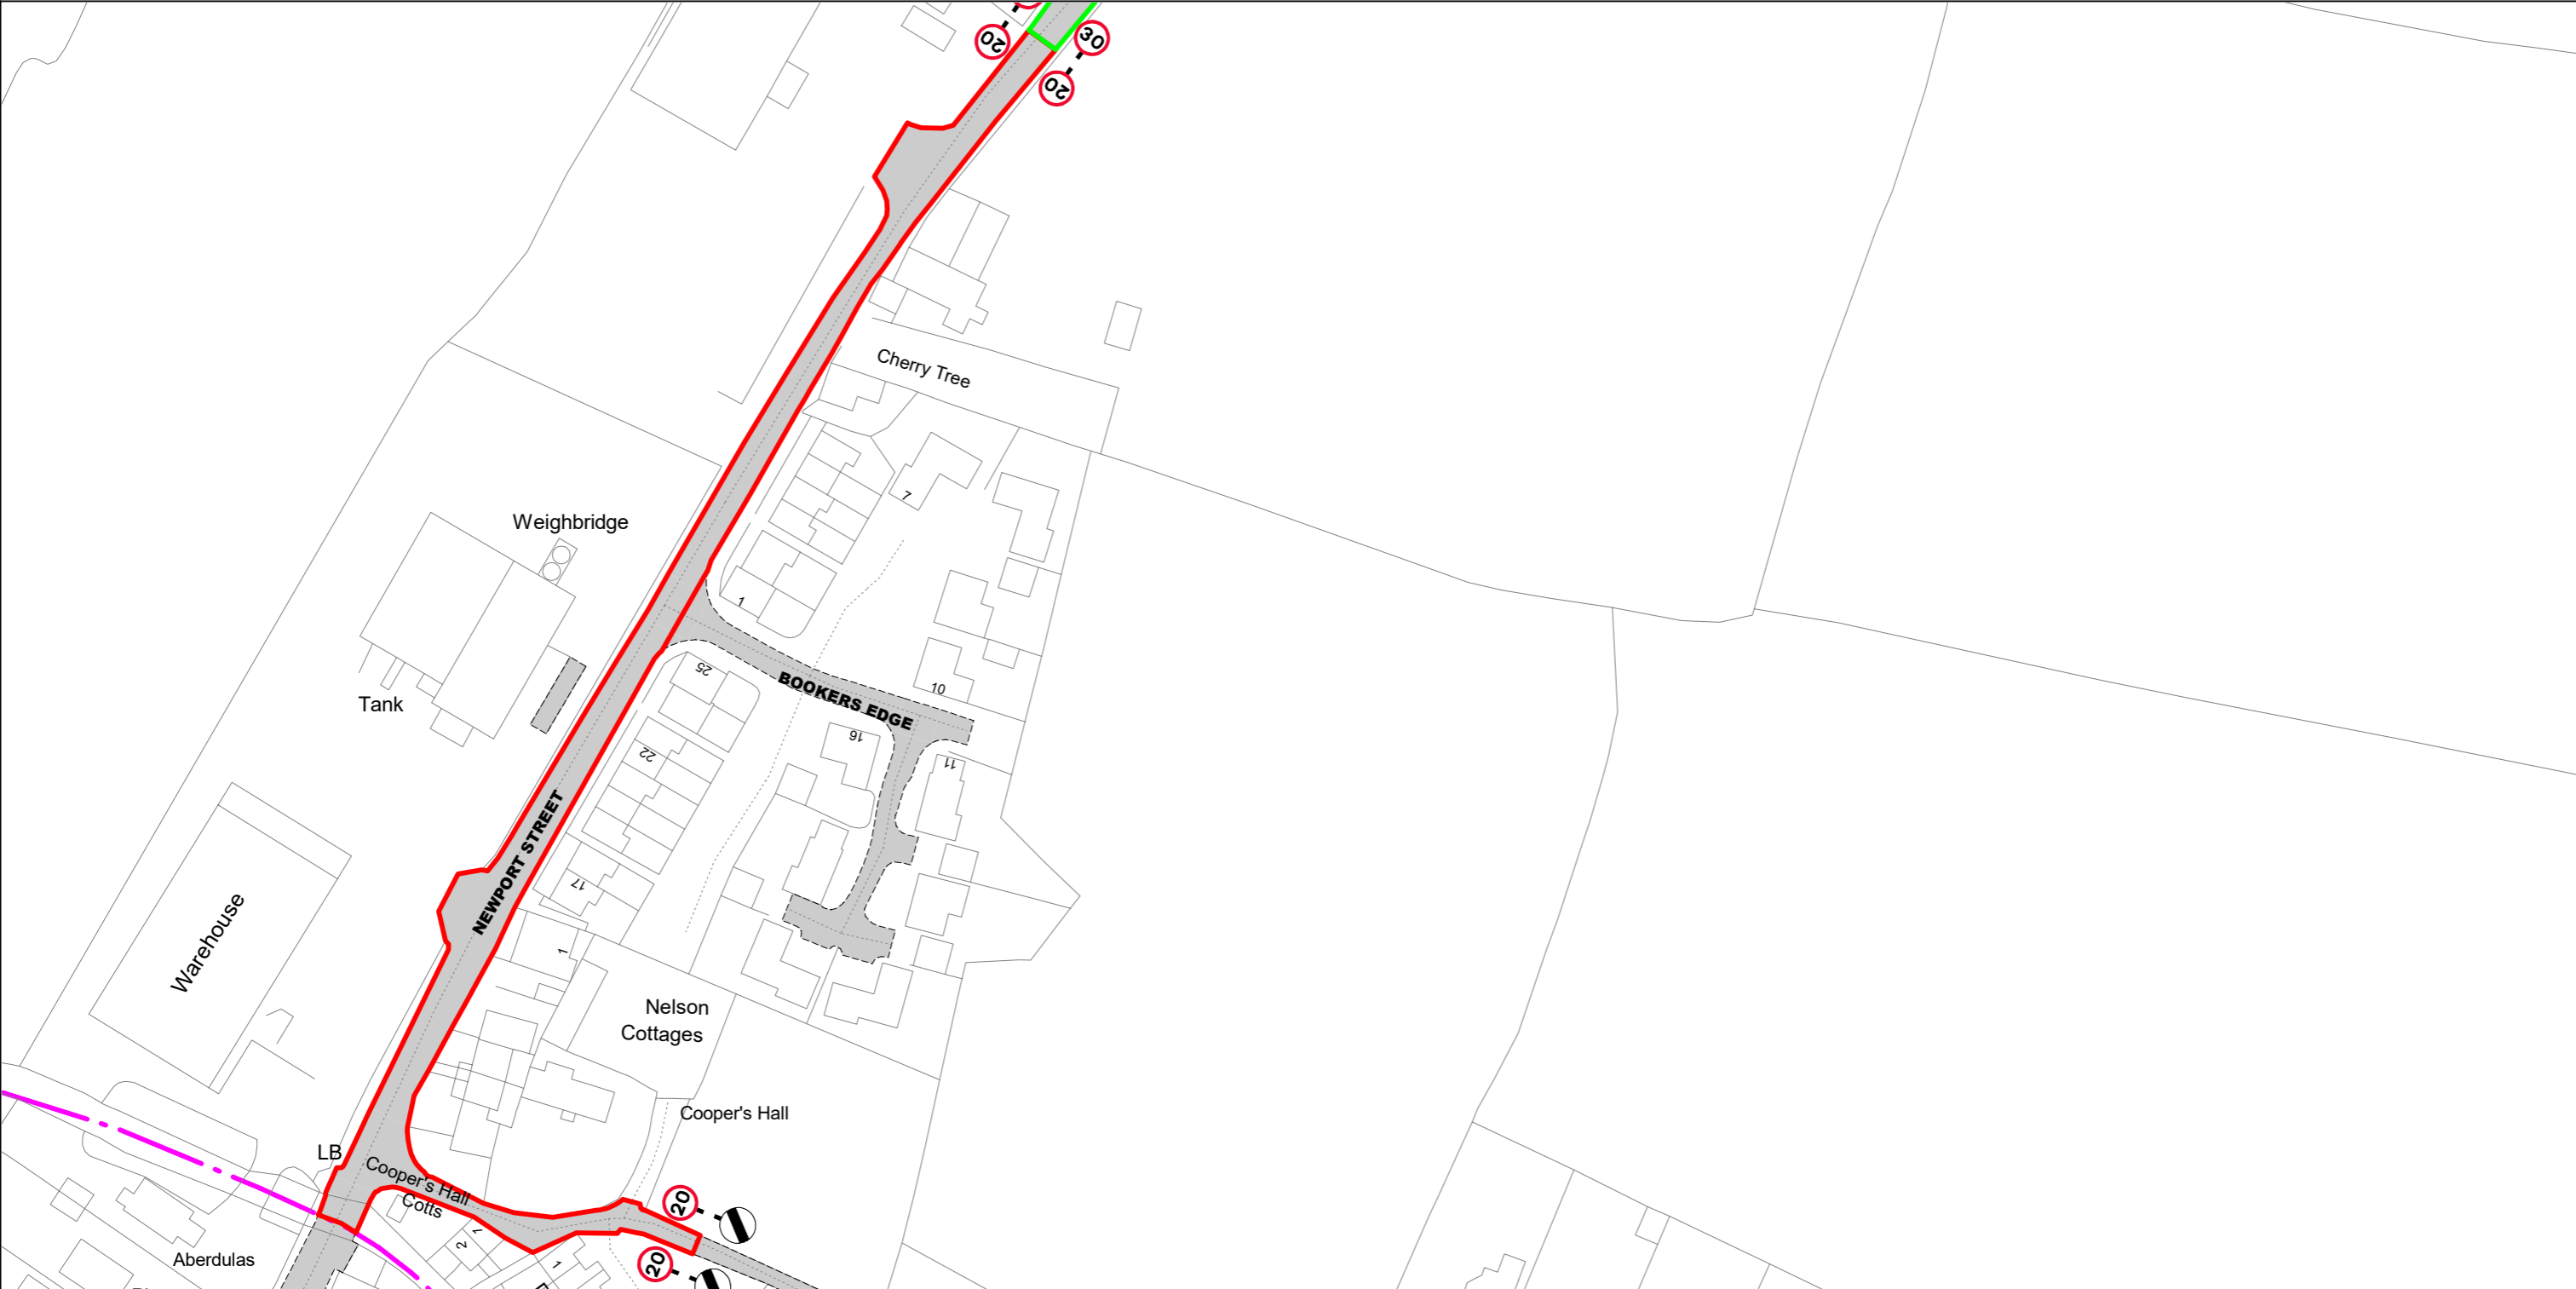 20
30
20
Cherry Tree
7
Weighbridge
1
25
BOOKERS EDGE
10
Tank
16
22
11
NEWPORT STREET
17
Warehouse
1
Nelson
Cottages
Cooper's Hall
LB
Cooper's Hall
Cotts
20
7
2
Aberdulas
20
1